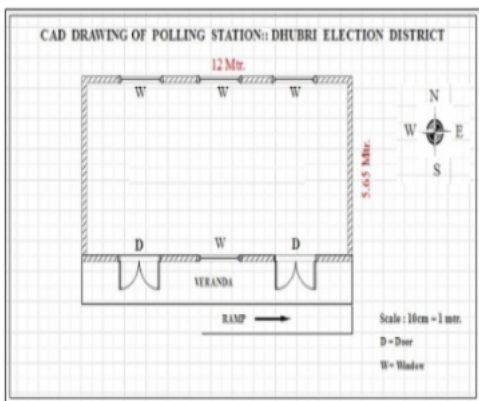 CAD DRAWING OF POLLING STATION:: DHUBRI ELECTION DISTRICT
12 Mtr.
W W W
N
W E
S
5.65 Mtr.
D W D
VERANDA
RAMP
Scale : 10cm = 1 mtr.
D = Door
W= Window